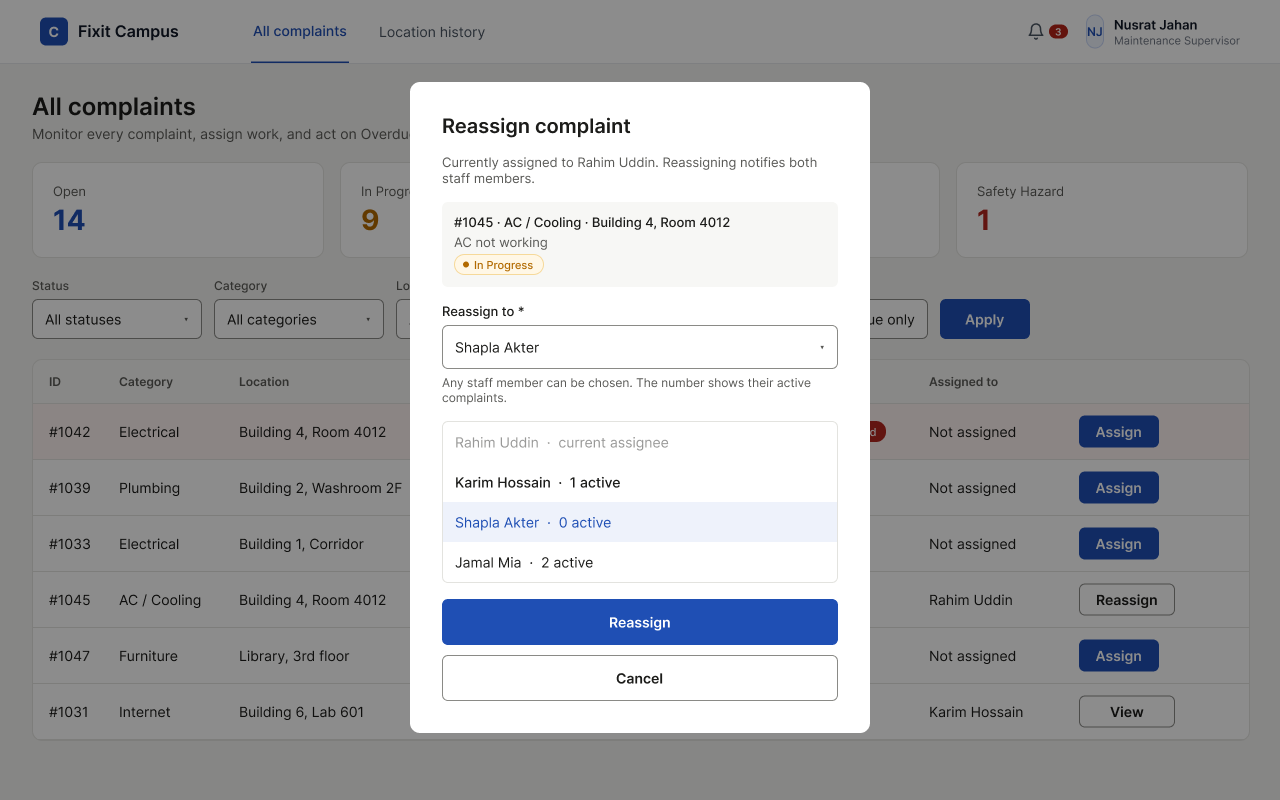 C Fixit Campus
All complaints
Location history
3
NJ
Nusrat Jahan
Maintenance Supervisor
All complaints
Monitor every complaint, assign work, and act on
Open
14
In
9
Safety Hazard
1
Status
Category
All statuses
All categories
only
Apply
ID Category Location Assigned to
#1042 Electrical Building 4, Room 4012 Not assigned Assign
#1039 Plumbing Building 2, Washroom 2F Not assigned Assign
#1033 Electrical Building 1, Corridor Not assigned Assign
#1045 AC / Cooling Building 4, Room 4012 Rahim Uddin Reassign
#1047 Furniture Library, 3rd floor Not assigned Assign
#1031 Internet Building 6, Lab 601 Karim Hossain View
Reassign complaint
Currently assigned to Rahim Uddin. Reassigning notifies both
staff members.
#1045 · AC / Cooling · Building 4, Room 4012
AC not working
In Progress
Reassign to *
Shapla Akter
Any staff member can be chosen. The number shows their active
complaints.
Rahim Uddin · current assignee
Karim Hossain · 1 active
Shapla Akter · 0 active
Jamal Mia · 2 active
Reassign
Cancel